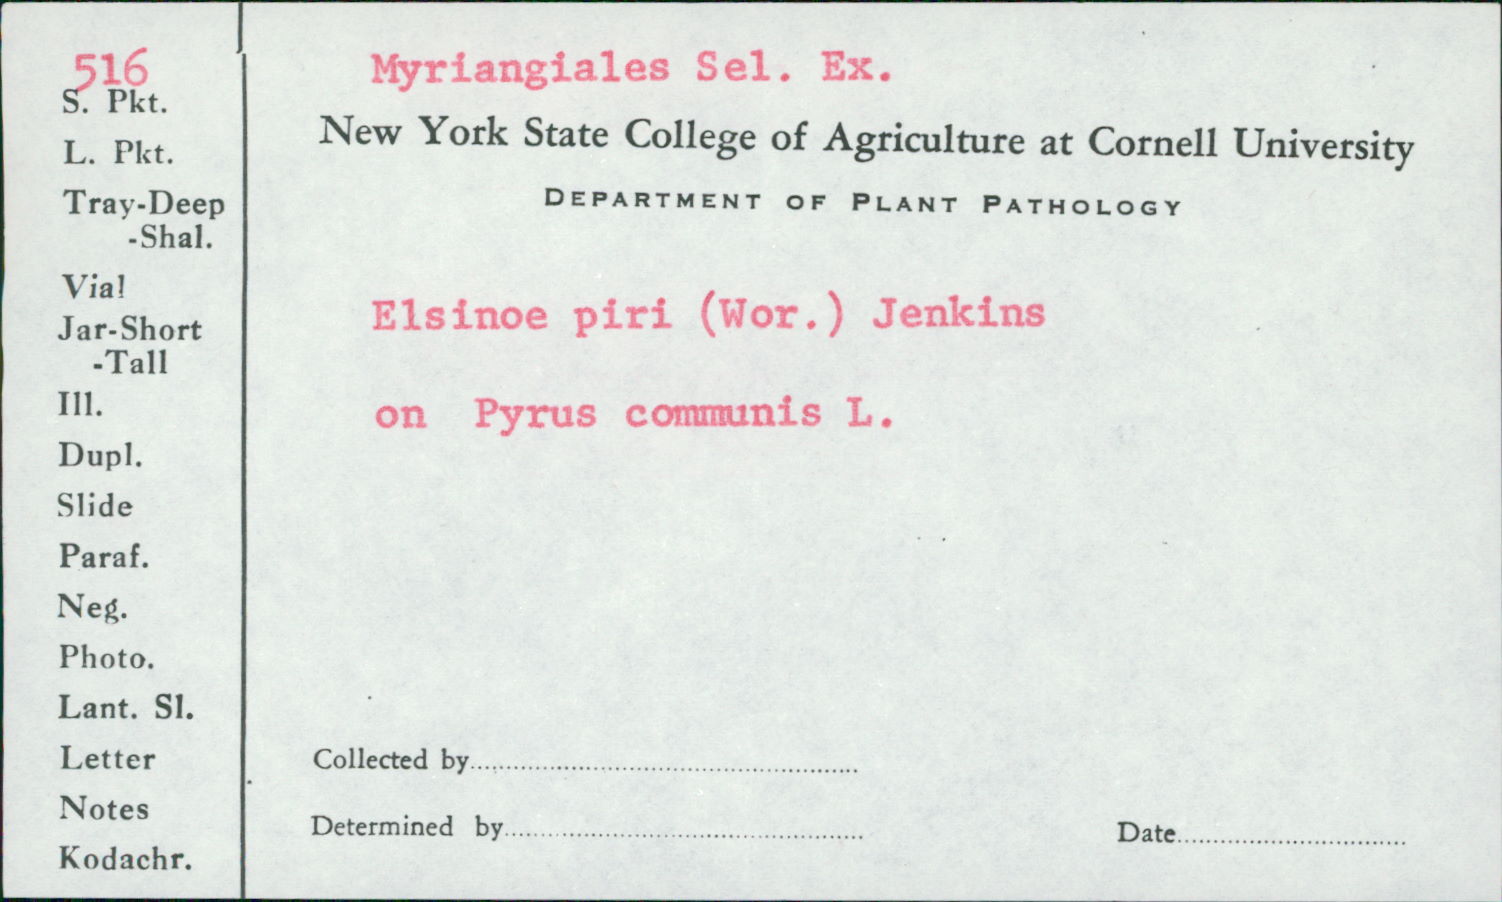 516
S. Pkt.
L. Pkt.
Tray-Deep
-Shal.
Vial
Jar-Short
-Tall
Ill.
Dupl.
Slide
Paraf.
Neg.
Photo.
Lant. Sl.
Letter
Notes
Kodachr.
Myriangiales Sel. Ex.
New York State College of Agriculture at Cornell University
DEPARTMENT OF PLANT PATHOLOGY
Elsinoe piri (Wor.) Jenkins
on Pyrus communis L.
Collected by
Determined by
Date